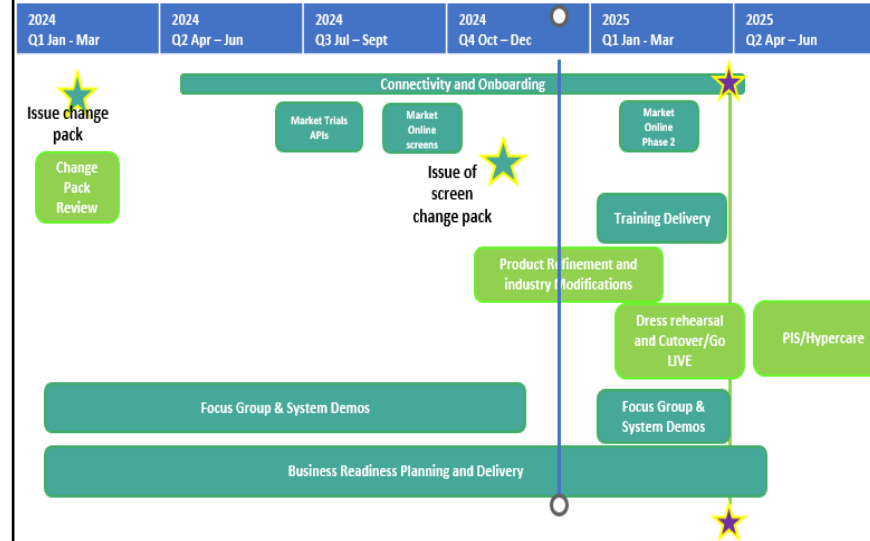 2024
Q1 Jan - Mar
2024
Q2 Apr – Jun
2024
Q3 Jul – Sept
2024
Q4 Oct – Dec
2025
Q1 Jan - Mar
2025
Q2 Apr – Jun
Connectivity and Onboarding
Issue change
pack
Market Trials
APIs
Market
Online
screens
Market
Online
Phase 2
Change
Pack
Review
Issue of
screen
change pack
Training Delivery
Product Refinement and
industry Modifications
Dress rehearsal
and Cutover/Go
LIVE
PIS/Hypercare
Focus Group & System Demos
Focus Group &
System Demos
Business Readiness Planning and Delivery